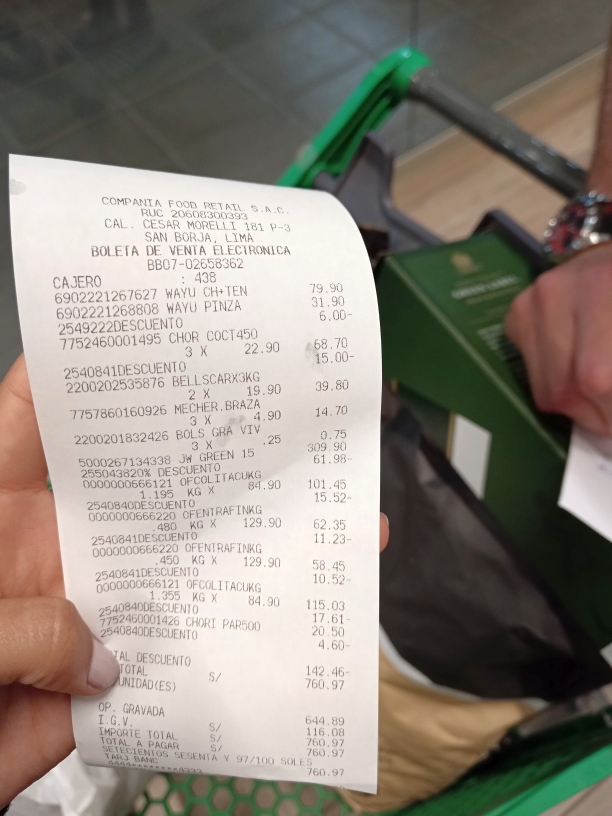 COMPANIA FOOD RETAIL S.A.C.
RUC 20608300393
CAL. CESAR MORELLI 181 P-3
SAN BORJA, LIMA
BOLETA DE VENTA ELECTRONICA
BB07-02658362
CAJERO : 438
6902221267627 WAYU CH+TEN 79.90
6902221268808 WAYU PINZA 31.90
2549222DESCUENTO 6.00-
7752460001495 CHOR COCT450
3 X 22.90 68.70
2540841DESCUENTO 15.00-
2200202535876 BELLSCARX3KG
2 X 19.90 39.80
7757860160926 MECHER.BRAZA
3 X 4.90 14.70
2200201832426 BOLS GRA VIV
3 X .25 0.75
5000267134338 JW GREEN 15 309.90
255043820% DESCUENTO 61.98-
0000000666121 OFCOLITACUKG
1.195 KG X 84.90 101.45
2540840DESCUENTO 15.52-
0000000666220 OFENTRAFINKG
.480 KG X 129.90 62.35
2540841DESCUENTO 11.23-
0000000666220 OFENTRAFINKG
.450 KG X 129.90 58.45
2540841DESCUENTO 10.52-
0000000666121 OFCOLITACUKG
1.355 KG X 84.90 115.03
2540840DESCUENTO 17.61-
7752460001426 CHORI PAR500 20.50
2540840DESCUENTO 4.60-
TAL DESCUENTO 142.46-
TOTAL S/ 760.97
UNIDAD(ES)
OP. GRAVADA S/ 644.89
I.G.V. S/ 116.08
IMPORTE TOTAL S/ 760.97
TOTAL A PAGAR S/ 760.97
SETECIENTOS SESENTA Y 97/100 SOLES
TARJ BANC 760.97
GREEN LABEL